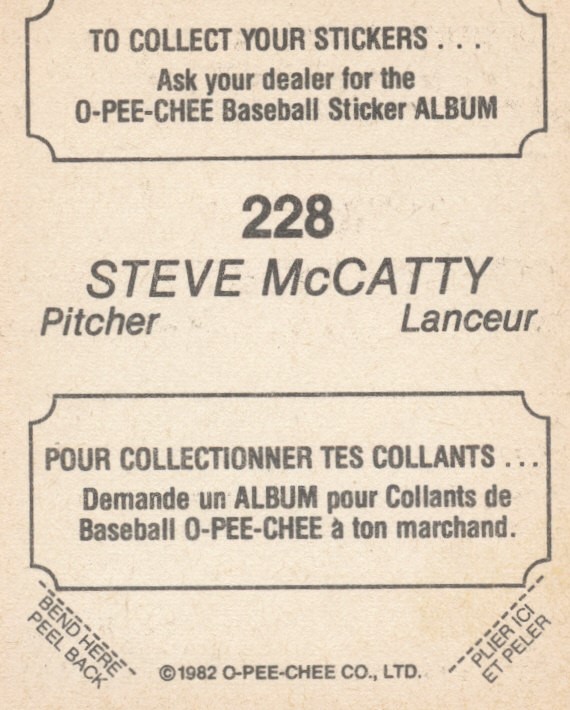 TO COLLECT YOUR STICKERS . . .
Ask your dealer for the
O-PEE-CHEE Baseball Sticker ALBUM
228
STEVE McCATTY
Pitcher Lanceur
POUR COLLECTIONNER TES COLLANTS . . .
Demande un ALBUM pour Collants de
Baseball O-PEE-CHEE à ton marchand.
BEND HERE
PEEL BACK
©1982 O-PEE-CHEE CO., LTD.
PLIER ICI
ET PELER